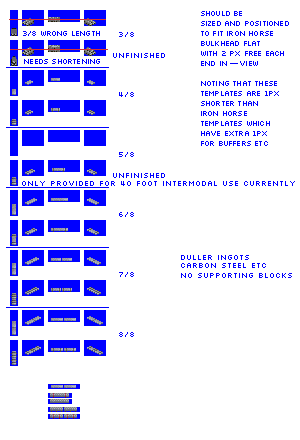 SHOULD BE
SIZED AND POSITIONED
TO FIT IRON HORSE
BULKHEAD FLAT
WITH 2 PX FREE EACH
END IN -- VIEW
3/8 WRONG LENGTH
3/8
UNFINISHED
NEEDS SHORTENING
NOTING THAT THESE
TEMPLATES ARE 1PX
SHORTER THAN
IRON HORSE
TEMPLATES WHICH
HAVE EXTRA 1PX
FOR BUFFERS ETC
4/8
5/8
UNFINISHED
ONLY PROVIDED FOR 40 FOOT INTERMODAL USE CURRENTLY
6/8
DULLER INGOTS
CARBON STEEL ETC
NO SUPPORTING BLOCKS
7/8
8/8